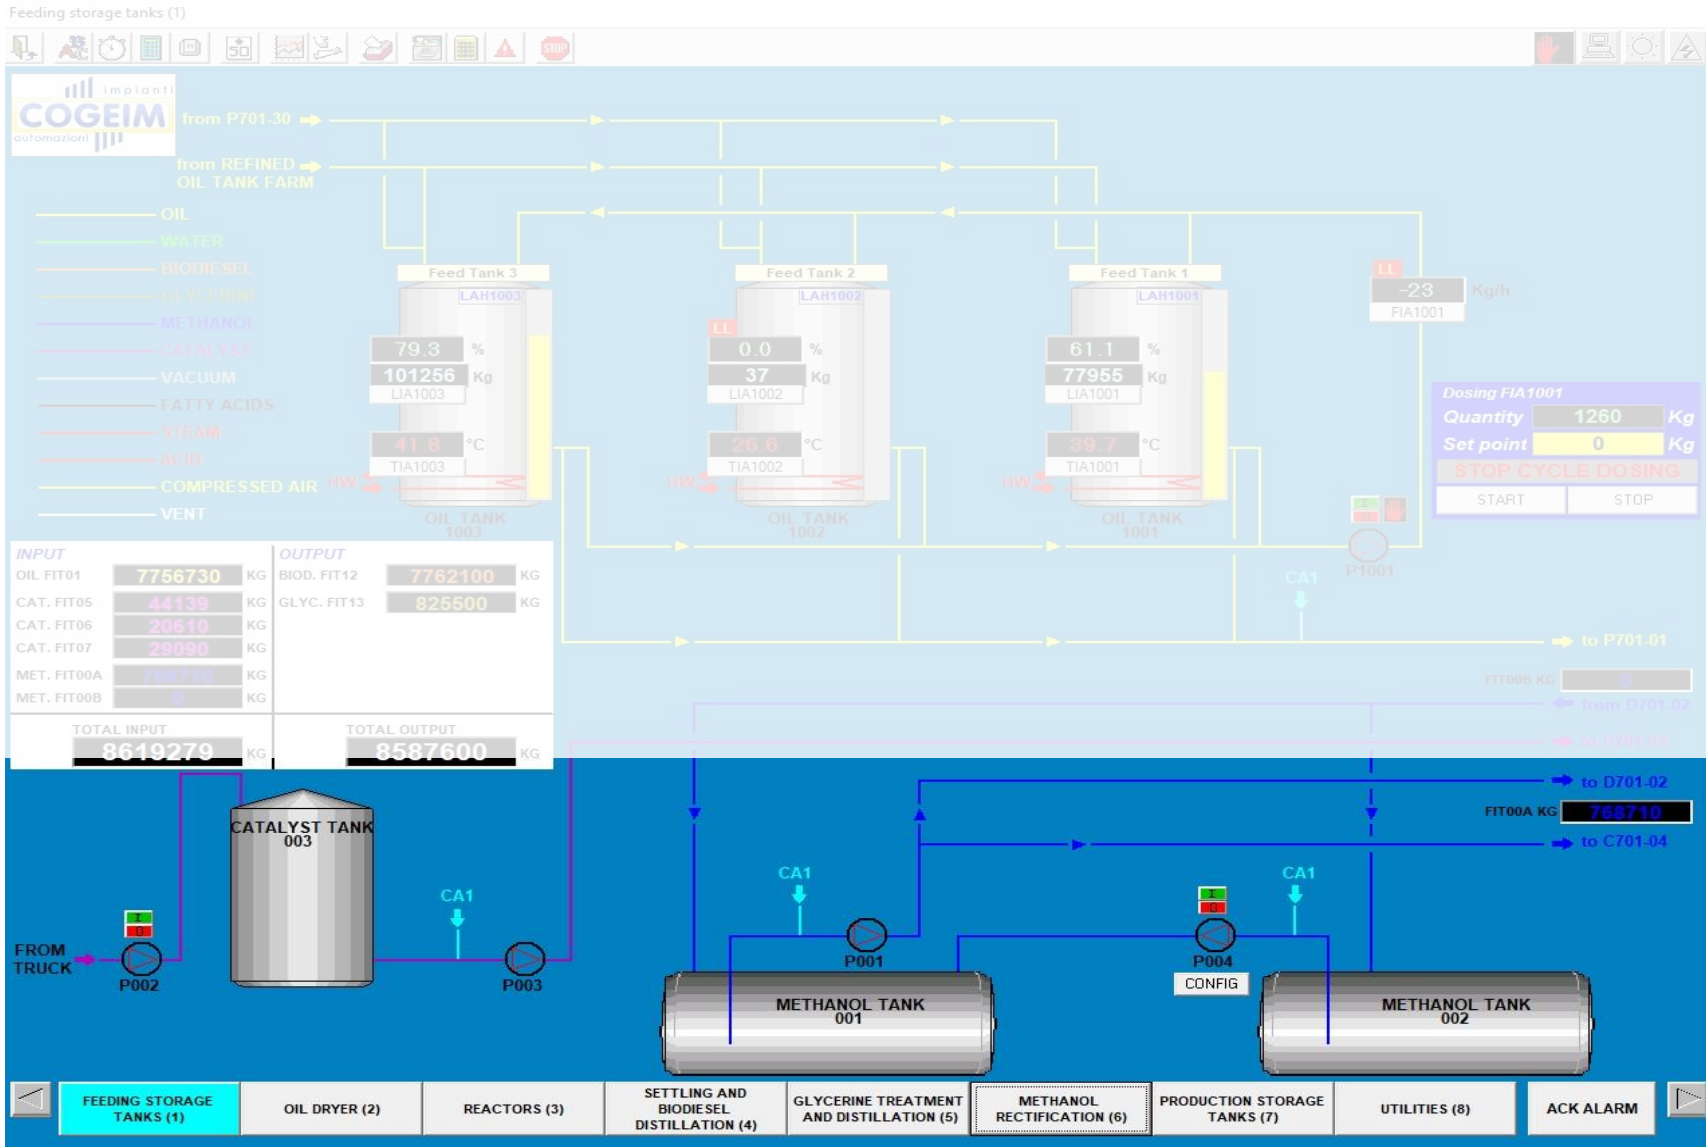 Feeding storage tanks (1)
STOP
impianti
COGEIM
automazioni
from P701-30
from REFINED
OIL TANK FARM
OIL
WATER
BIODIESEL
GLYCERINE
METHANOL
CATALYST
VACUUM
FATTY ACIDS
STEAM
ACID
COMPRESSED AIR
VENT
Feed Tank 3
LAH1003
79.3 %
101256 Kg
LIA1003
41.8 °C
TIA1003
HW
OIL TANK
1003
Feed Tank 2
LAH1002
LL
0.0 %
37 Kg
LIA1002
26.6 °C
TIA1002
HW
OIL TANK
1002
Feed Tank 1
LAH1001
61.1 %
77955 Kg
LIA1001
39.7 °C
TIA1001
HW
OIL TANK
1001
LL
-23 Kg/h
FIA1001
Dosing FIA1001
Quantity 1260 Kg
Set point 0 Kg
STOP CYCLE DOSING
START STOP
P1001
CA1
to P701-01
FIT00B KG 0
from D701-02
INPUT OUTPUT
OIL FIT01 7756730 KG BIOD. FIT12 7762100 KG
CAT. FIT05 44139 KG GLYC. FIT13 825500 KG
CAT. FIT06 20610 KG
CAT. FIT07 29090 KG
MET. FIT00A 768710 KG
MET. FIT00B 0 KG
TOTAL INPUT TOTAL OUTPUT
8619279 KG 8587600 KG
to D701-02
FIT00A KG 768710
to C701-04
CATALYST TANK
003
CA1
FROM
TRUCK
I
0
P002
P003
CA1
P001
METHANOL TANK
001
CA1
I
0
P004
CONFIG
METHANOL TANK
002
FEEDING STORAGE
TANKS (1)
OIL DRYER (2)
REACTORS (3)
SETTLING AND
BIODIESEL
DISTILLATION (4)
GLYCERINE TREATMENT
AND DISTILLATION (5)
METHANOL
RECTIFICATION (6)
PRODUCTION STORAGE
TANKS (7)
UTILITIES (8)
ACK ALARM